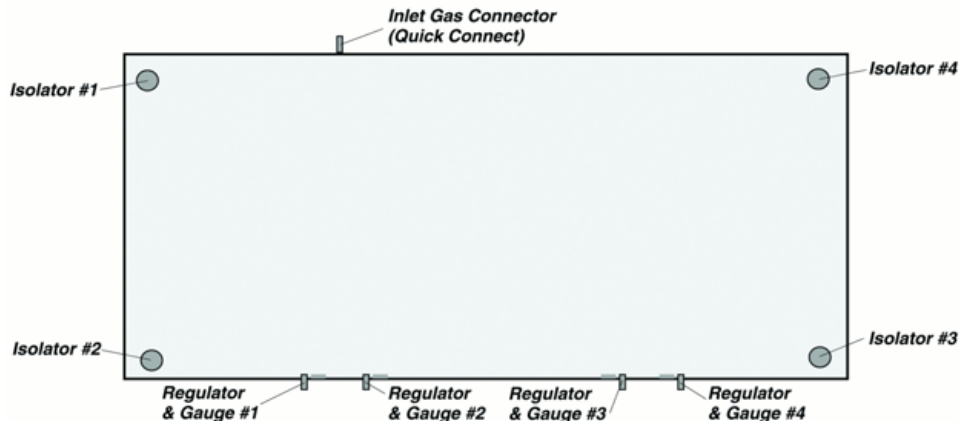 Inlet Gas Connector
(Quick Connect)
Isolator #1
Isolator #4
Isolator #2
Isolator #3
Regulator
& Gauge #1
Regulator
& Gauge #2
Regulator
& Gauge #3
Regulator
& Gauge #4